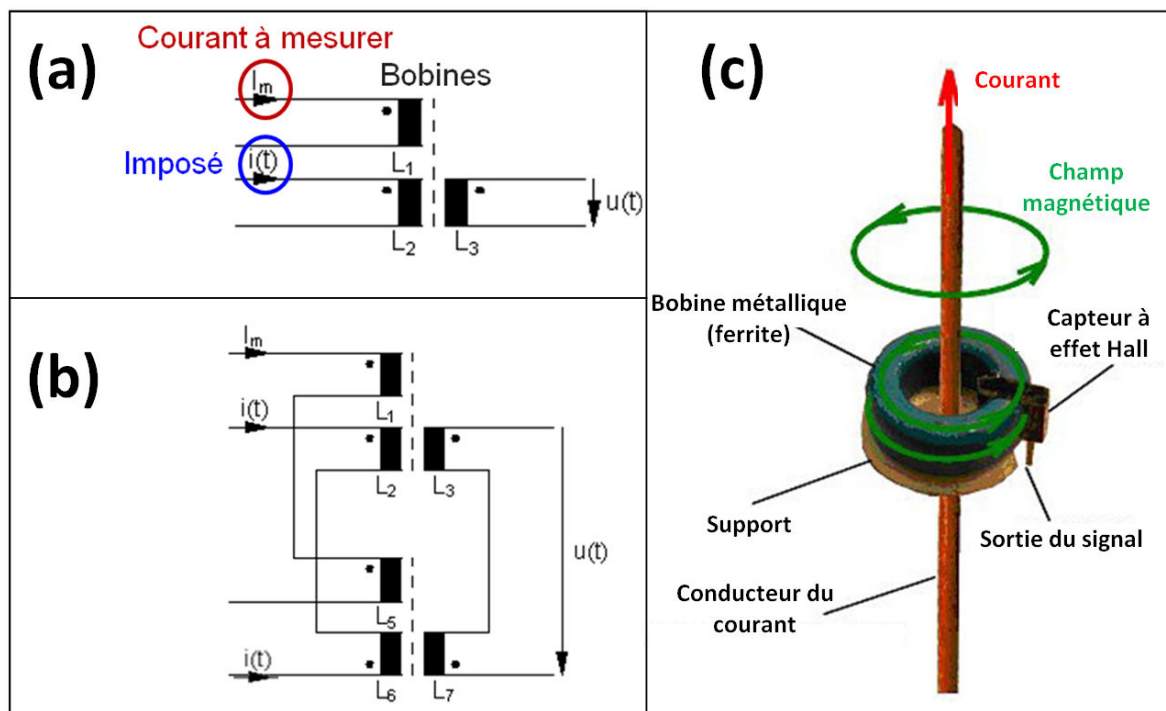 (a)
Courant à mesurer
Im
Bobines
Imposé
i(t)
L1
L2
L3
u(t)
(b)
Im
L1
i(t)
L2
L3
u(t)
L5
i(t)
L6
L7
(c)
Courant
Champ
magnétique
Bobine métallique
(ferrite)
Capteur à
effet Hall
Support
Sortie du signal
Conducteur du
courant